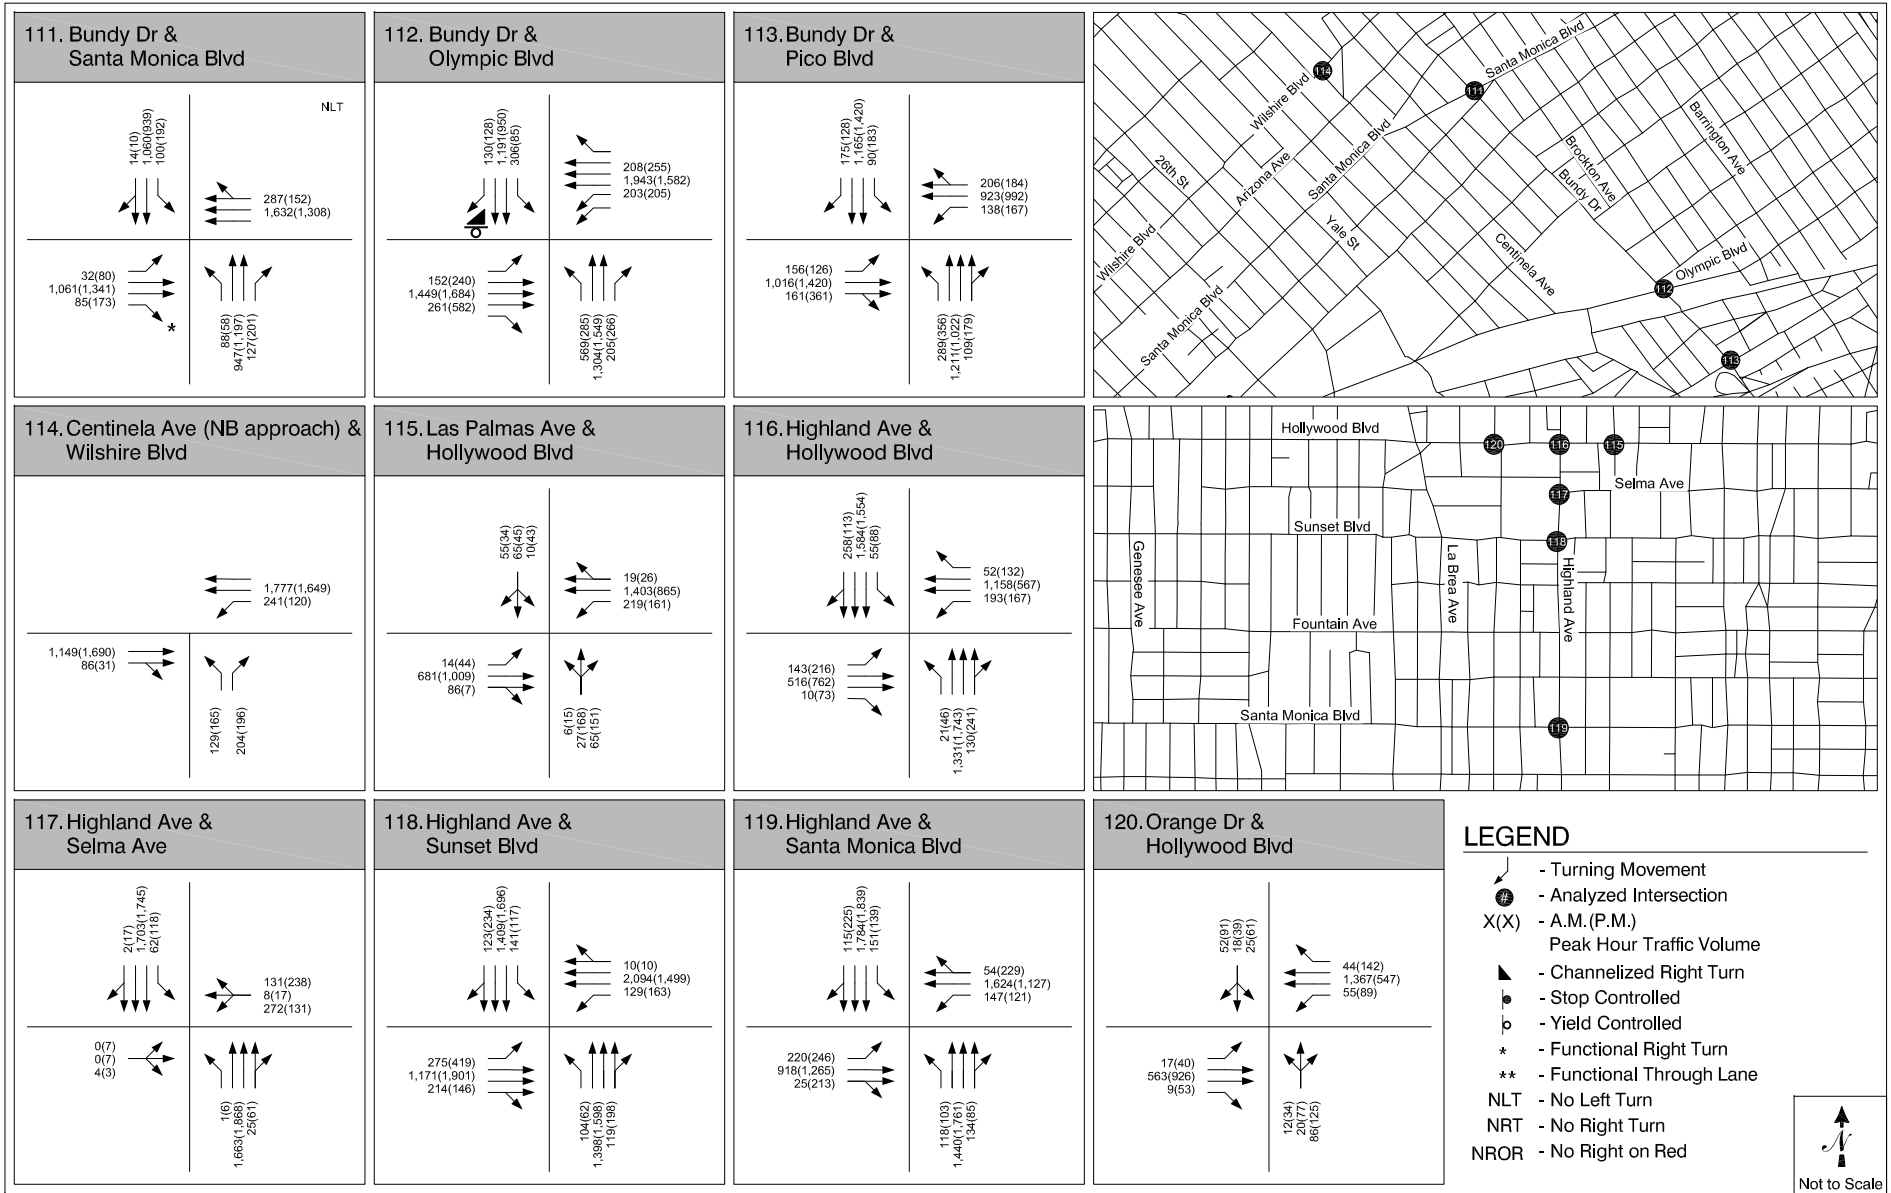 111. Bundy Dr &
Santa Monica Blvd
NLT
14(10)
1,060(939)
100(192)
287(152)
1,632(1,308)
32(80)
1,061(1,341)
85(173)
*
88(58)
947(1,197)
127(201)
112. Bundy Dr &
Olympic Blvd
130(128)
1,191(950)
306(85)
208(255)
1,943(1,582)
203(205)
152(240)
1,449(1,684)
261(582)
569(285)
1,304(1,549)
205(266)
113. Bundy Dr &
Pico Blvd
175(128)
1,165(1,420)
90(183)
206(184)
923(992)
138(167)
156(126)
1,016(1,420)
161(361)
289(356)
1,211(1,022)
109(179)
114
111
Santa Monica Blvd
Wilshire Blvd
Barrington Ave
Brockton Ave
Bundy Dr
26th St
Arizona Ave
Santa Monica Blvd
Yale St
Centinela Ave
Wilshire Blvd
Olympic Blvd
112
Santa Monica Blvd
113
114. Centinela Ave (NB approach) &
Wilshire Blvd
1,777(1,649)
241(120)
1,149(1,690)
86(31)
129(165)
204(196)
115. Las Palmas Ave &
Hollywood Blvd
55(34)
65(45)
10(43)
19(26)
1,403(865)
219(161)
14(44)
681(1,009)
86(7)
6(15)
27(168)
65(151)
116. Highland Ave &
Hollywood Blvd
258(113)
1,584(1,554)
55(88)
52(132)
1,158(567)
193(167)
143(216)
516(762)
10(73)
21(46)
1,331(1,743)
130(241)
Hollywood Blvd
120
116
115
Selma Ave
117
Sunset Blvd
118
Genesee Ave
La Brea Ave
Highland Ave
Fountain Ave
Santa Monica Blvd
119
117. Highland Ave &
Selma Ave
2(17)
1,703(1,745)
62(118)
131(238)
8(17)
272(131)
0(7)
0(7)
4(3)
1(6)
1,663(1,868)
25(61)
118. Highland Ave &
Sunset Blvd
123(234)
1,409(1,696)
141(117)
10(10)
2,094(1,499)
129(163)
275(419)
1,171(1,901)
214(146)
104(62)
1,398(1,598)
119(198)
119. Highland Ave &
Santa Monica Blvd
115(225)
1,784(1,839)
151(139)
54(229)
1,624(1,127)
147(121)
220(246)
918(1,265)
25(213)
118(103)
1,440(1,761)
134(85)
120. Orange Dr &
Hollywood Blvd
52(91)
18(39)
25(61)
44(142)
1,367(547)
55(89)
17(40)
563(926)
9(53)
12(34)
20(77)
86(125)
LEGEND
- Turning Movement
# - Analyzed Intersection
X(X) - A.M.(P.M.)
Peak Hour Traffic Volume
- Channelized Right Turn
- Stop Controlled
- Yield Controlled
* - Functional Right Turn
** - Functional Through Lane
NLT - No Left Turn
NRT - No Right Turn
NROR - No Right on Red
N
Not to Scale